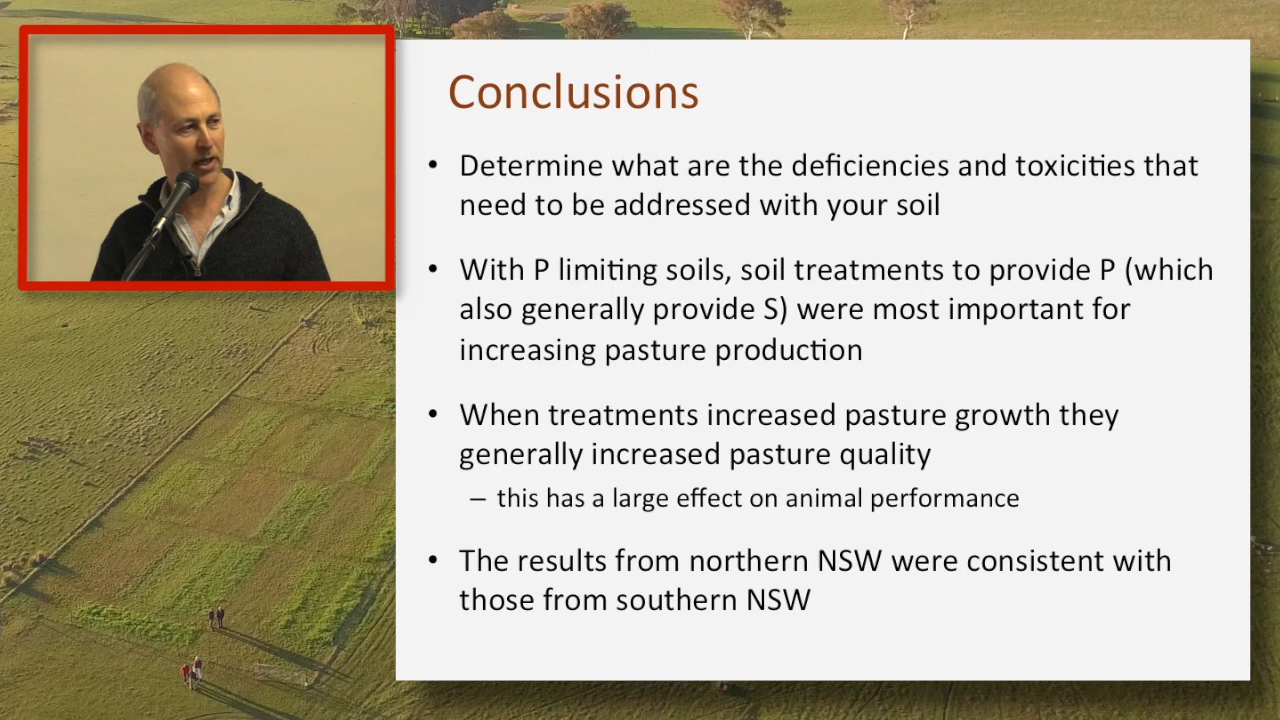 Conclusions
• Determine what are the deficiencies and toxicities that
need to be addressed with your soil
• With P limiting soils, soil treatments to provide P (which
also generally provide S) were most important for
increasing pasture production
• When treatments increased pasture growth they
generally increased pasture quality
– this has a large effect on animal performance
• The results from northern NSW were consistent with
those from southern NSW